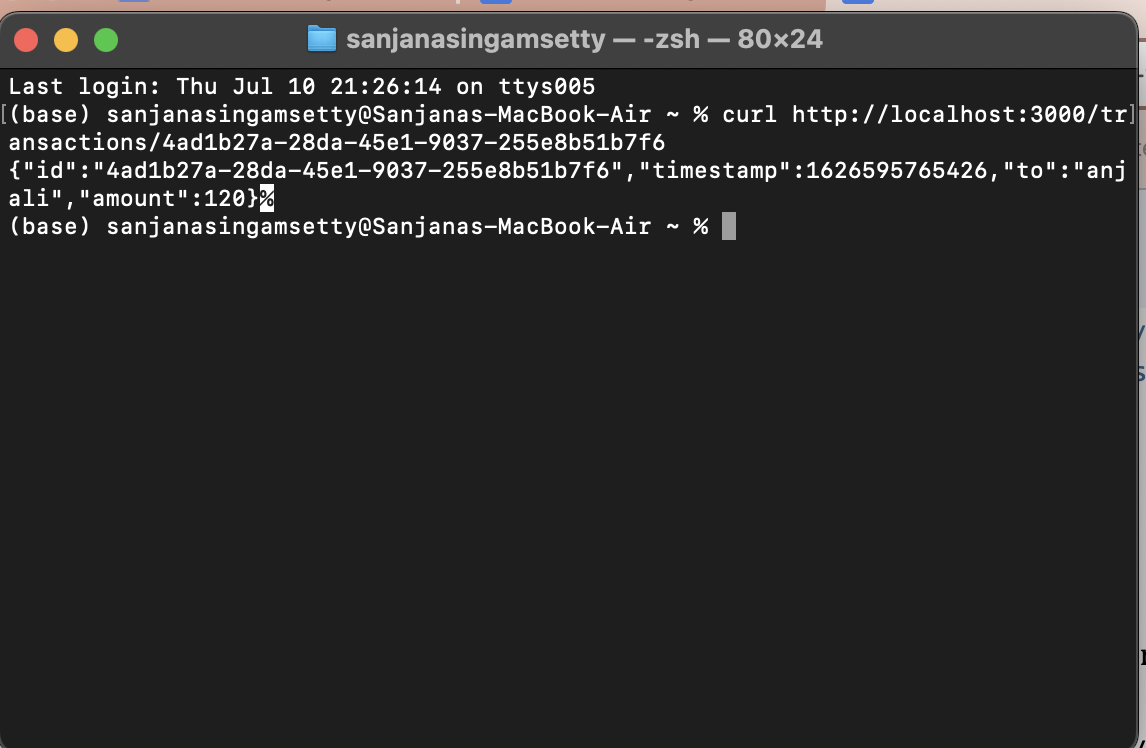 sanjanasingamsetty — -zsh — 80×24
Last login: Thu Jul 10 21:26:14 on ttys005
[(base) sanjanasingamsetty@Sanjanas-MacBook-Air ~ % curl http://localhost:3000/tr]
ansactions/4ad1b27a-28da-45e1-9037-255e8b51b7f6
{"id":"4ad1b27a-28da-45e1-9037-255e8b51b7f6","timestamp":1626595765426,"to":"anj
ali","amount":120}%
(base) sanjanasingamsetty@Sanjanas-MacBook-Air ~ %